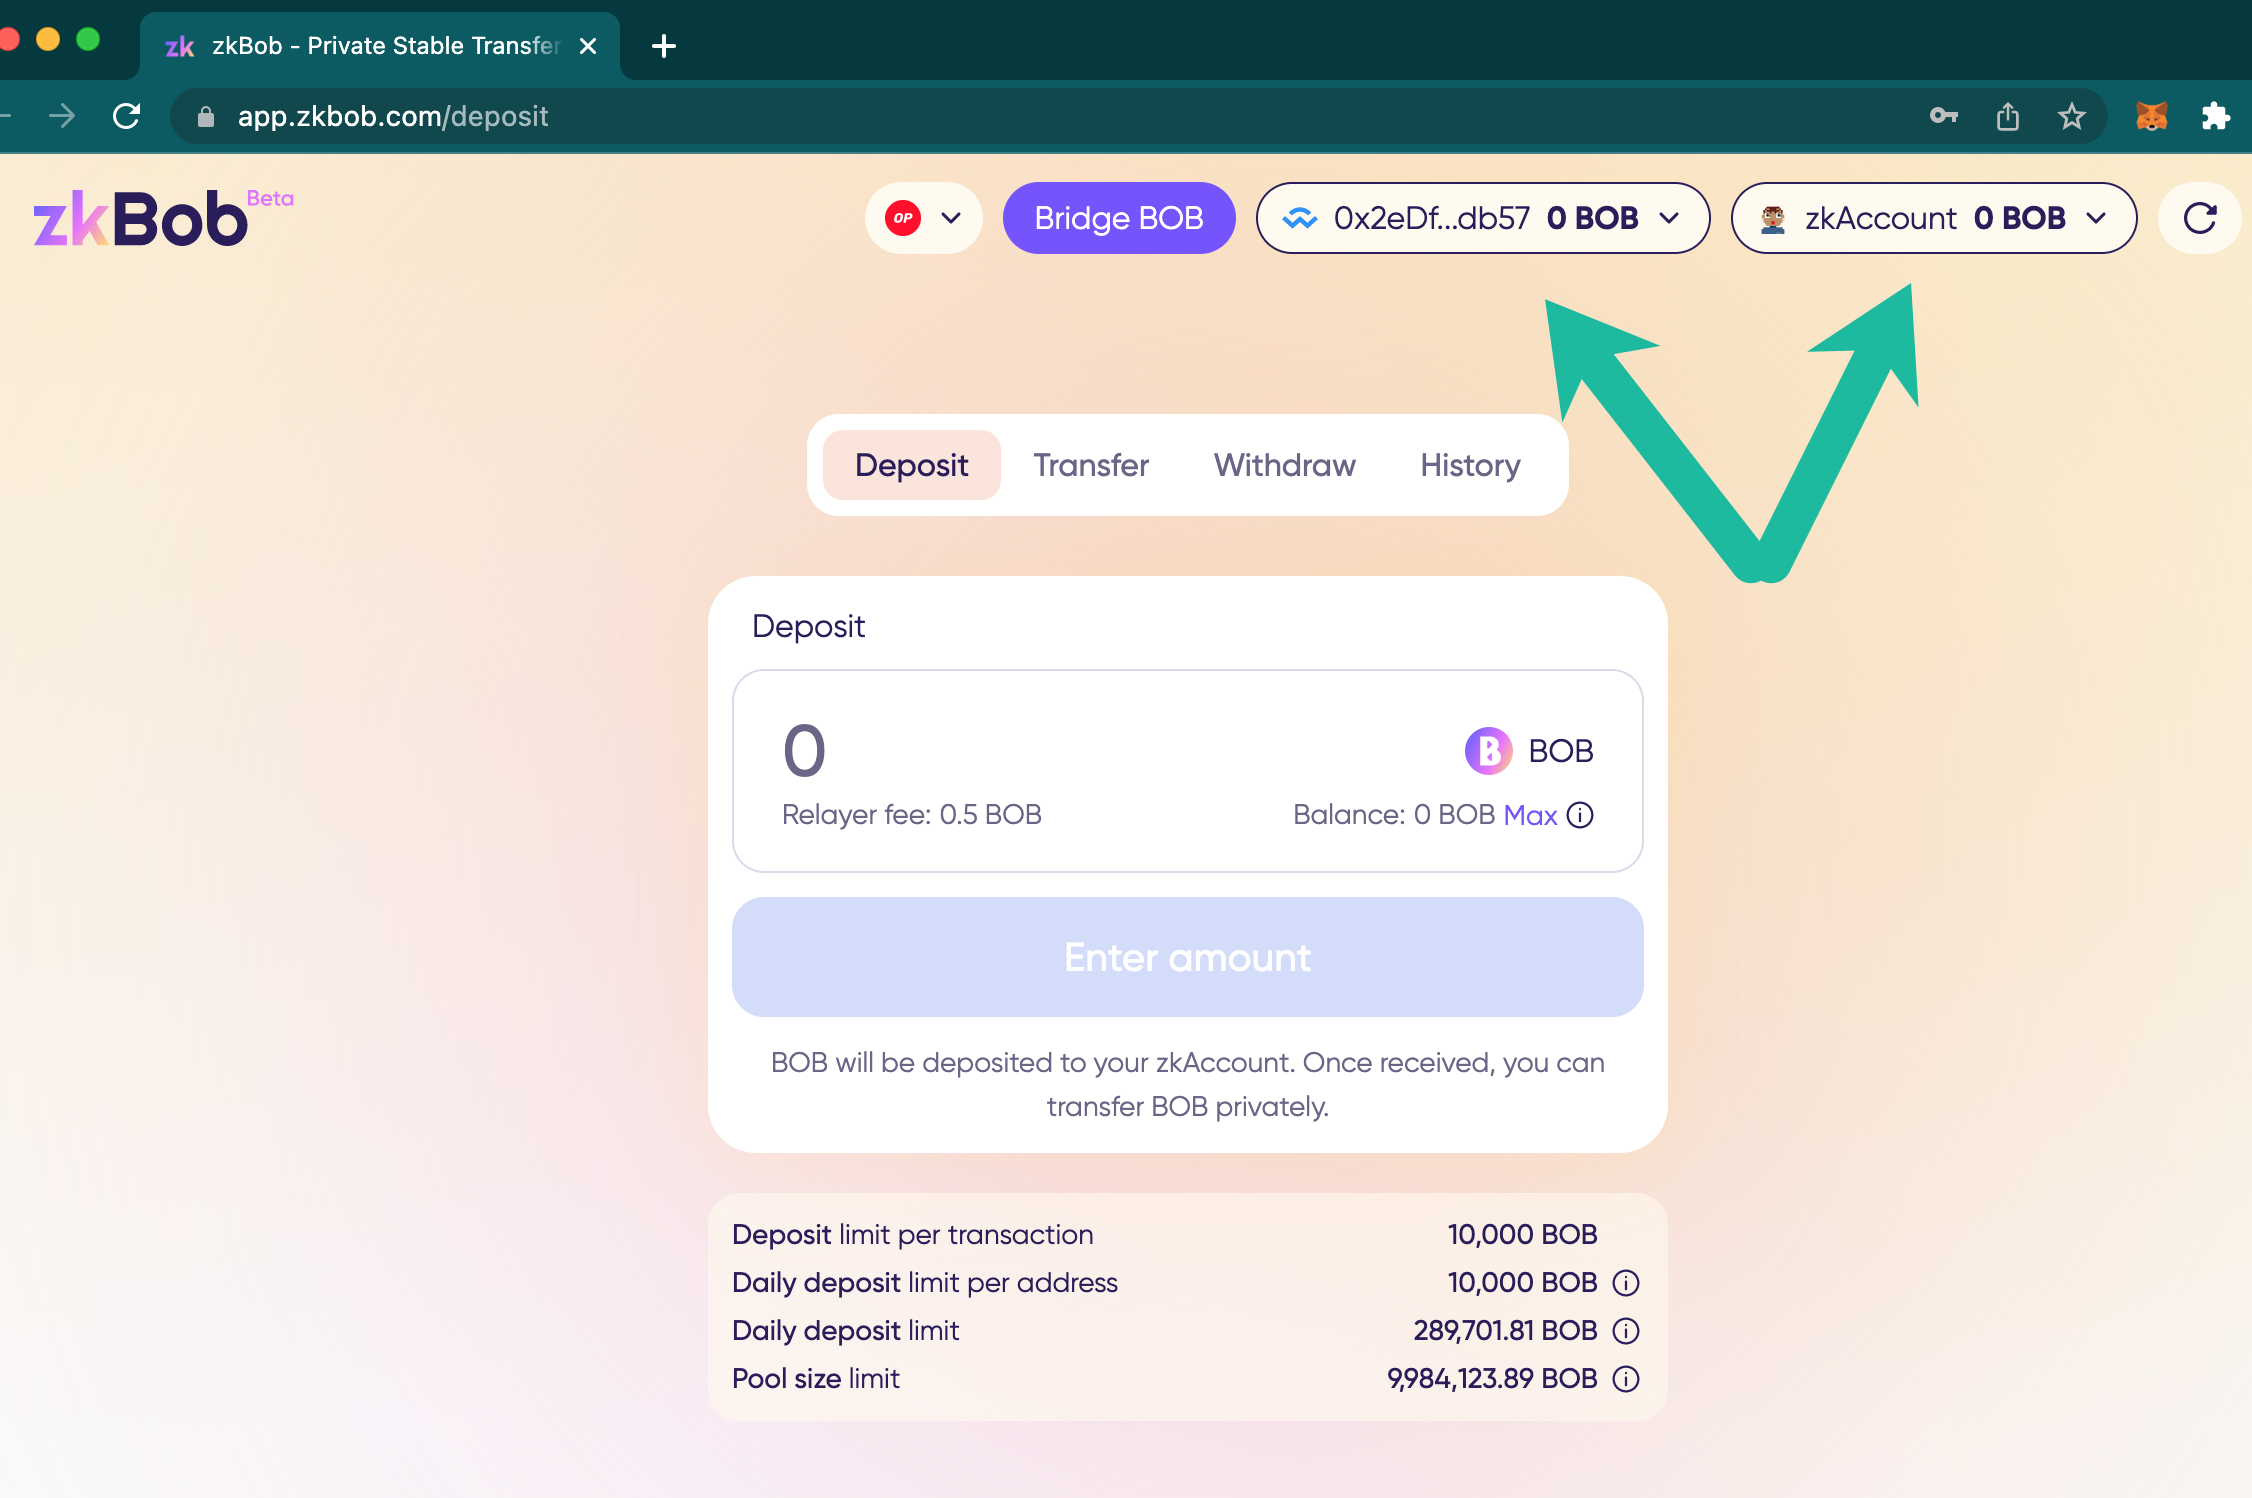 zk zkBob - Private Stable Transfer
app.zkbob.com/deposit
zkBob Beta
OP
Bridge BOB
0x2eDf...db57 0 BOB
zkAccount 0 BOB
Deposit Transfer Withdraw History
Deposit
0 BOB
Relayer fee: 0.5 BOB Balance: 0 BOB Max
Enter amount
BOB will be deposited to your zkAccount. Once received, you can
transfer BOB privately.
Deposit limit per transaction 10,000 BOB
Daily deposit limit per address 10,000 BOB
Daily deposit limit 289,701.81 BOB
Pool size limit 9,984,123.89 BOB